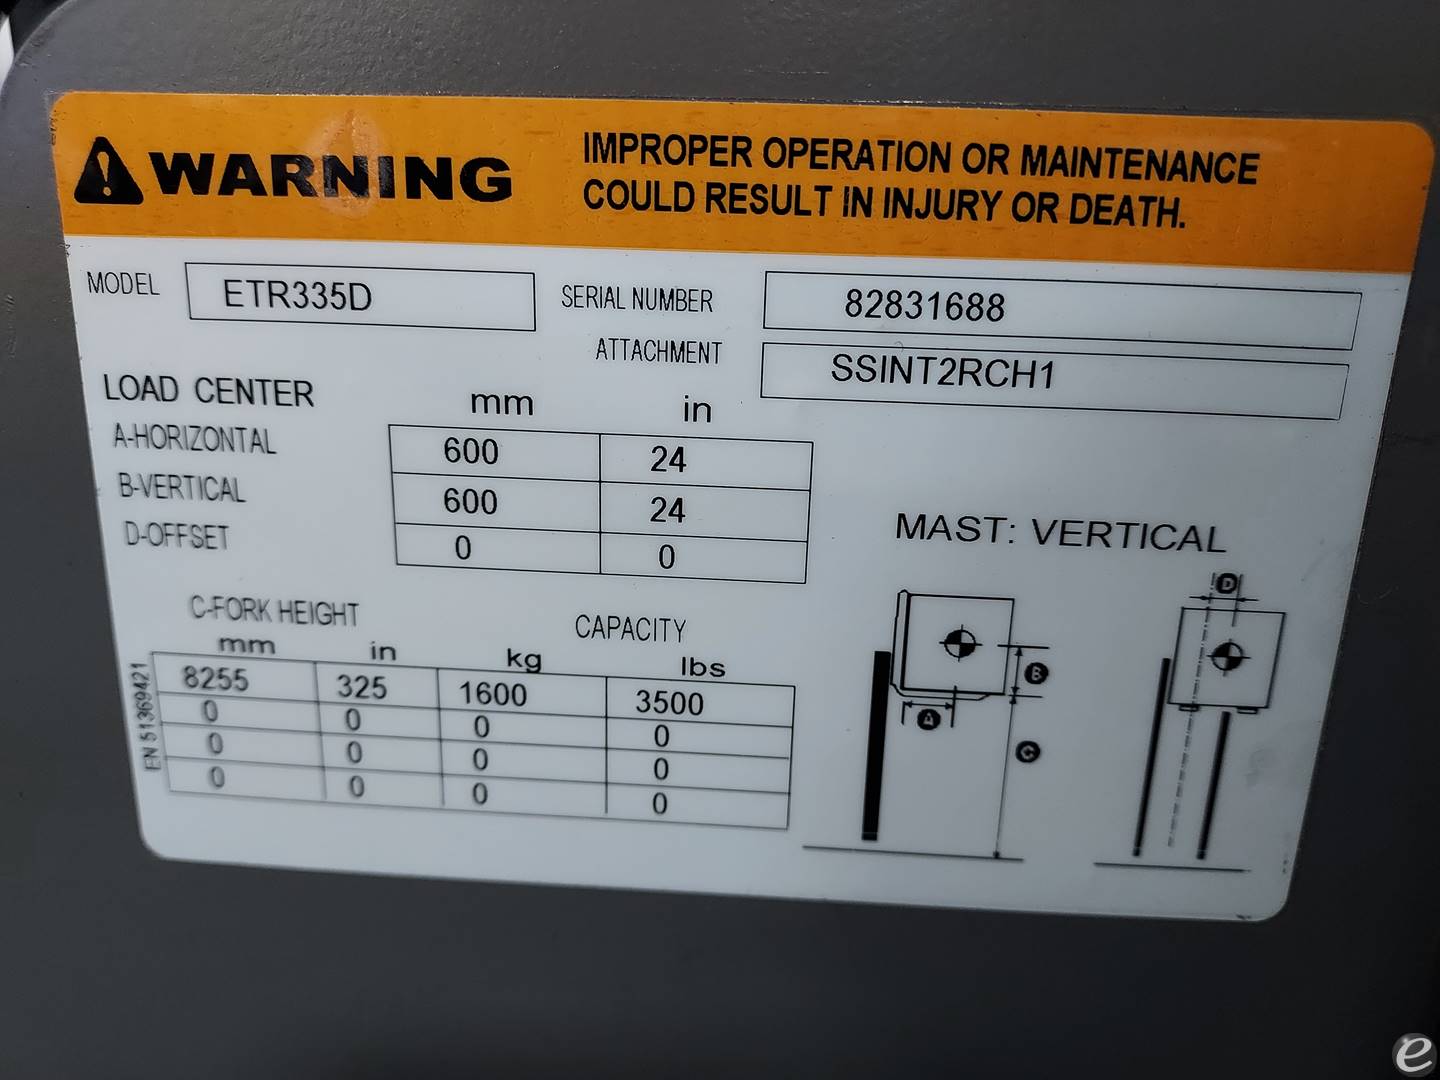 WARNING
IMPROPER OPERATION OR MAINTENANCE
COULD RESULT IN INJURY OR DEATH.
MODEL ETR335D SERIAL NUMBER 82831688
ATTACHMENT SSINT2RCH1
LOAD CENTER mm in
A-HORIZONTAL 600 24
B-VERTICAL 600 24
D-OFFSET 0 0
MAST: VERTICAL
C-FORK HEIGHT CAPACITY
mm in kg lbs
8255 325 1600 3500
0 0 0 0
0 0 0 0
0 0 0 0
EN 51369421
A
B
C
D
e